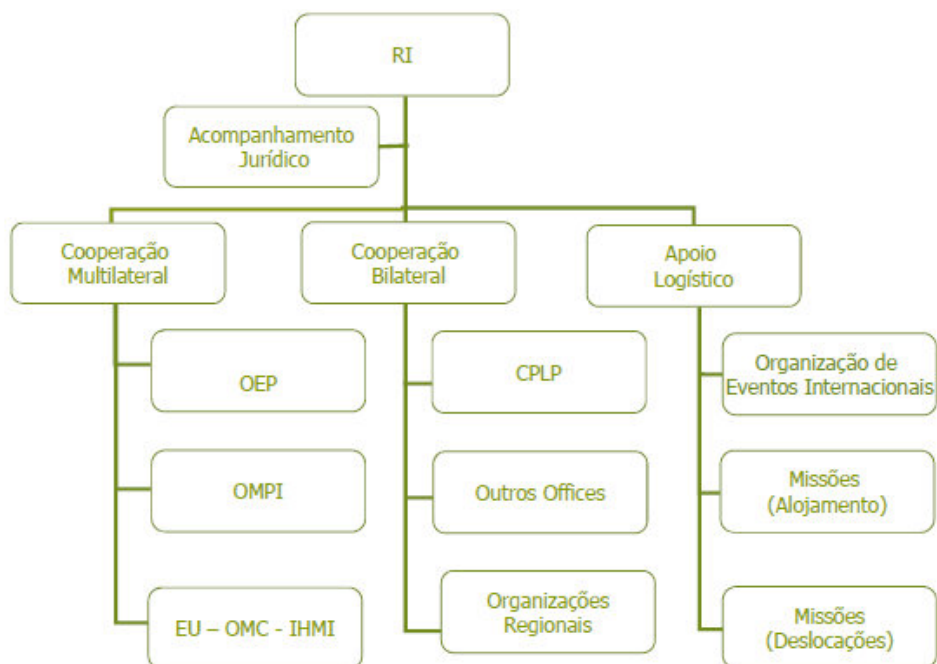 RI
Acompanhamento
Jurídico
Cooperação
Multilateral
Cooperação
Bilateral
Apoio
Logístico
OEP
OMPI
EU – OMC - IHMI
CPLP
Outros Offices
Organizações
Regionais
Organização de
Eventos Internacionais
Missões
(Alojamento)
Missões
(Deslocações)